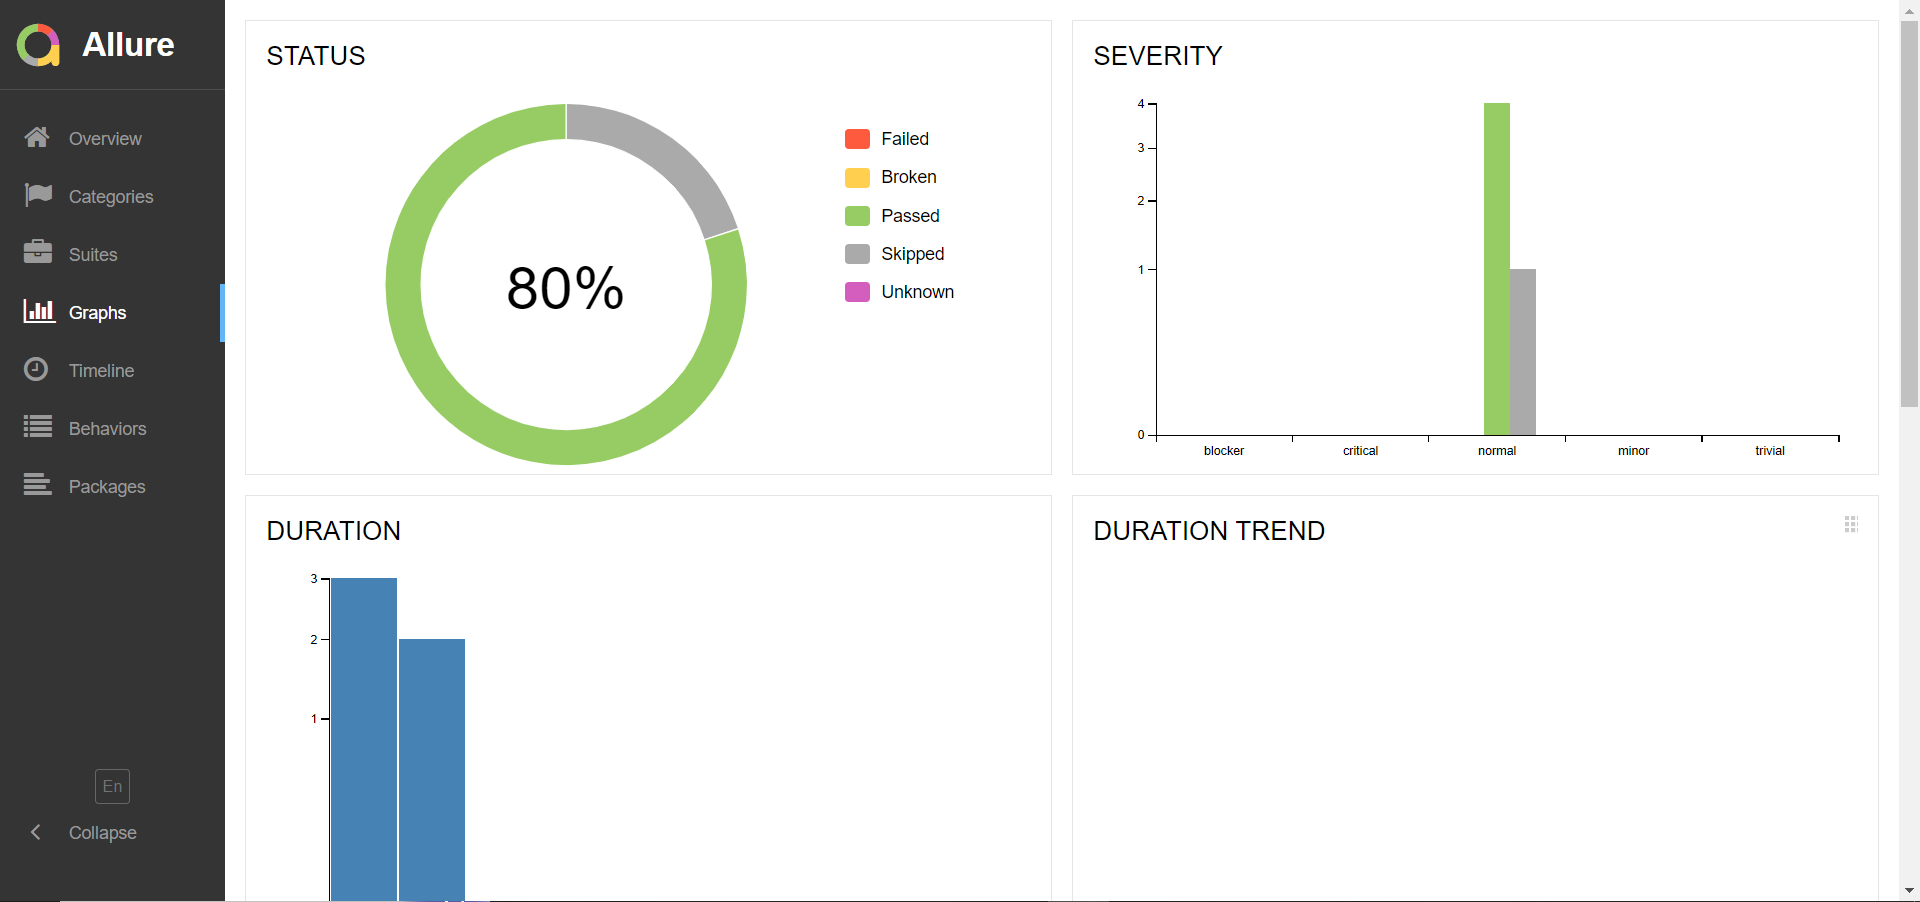 Allure
Overview
Categories
Suites
Graphs
Timeline
Behaviors
Packages
En
Collapse
STATUS
80%
Failed
Broken
Passed
Skipped
Unknown
SEVERITY
4
3
2
1
0
blocker critical normal minor trivial
DURATION
3
2
1
DURATION TREND